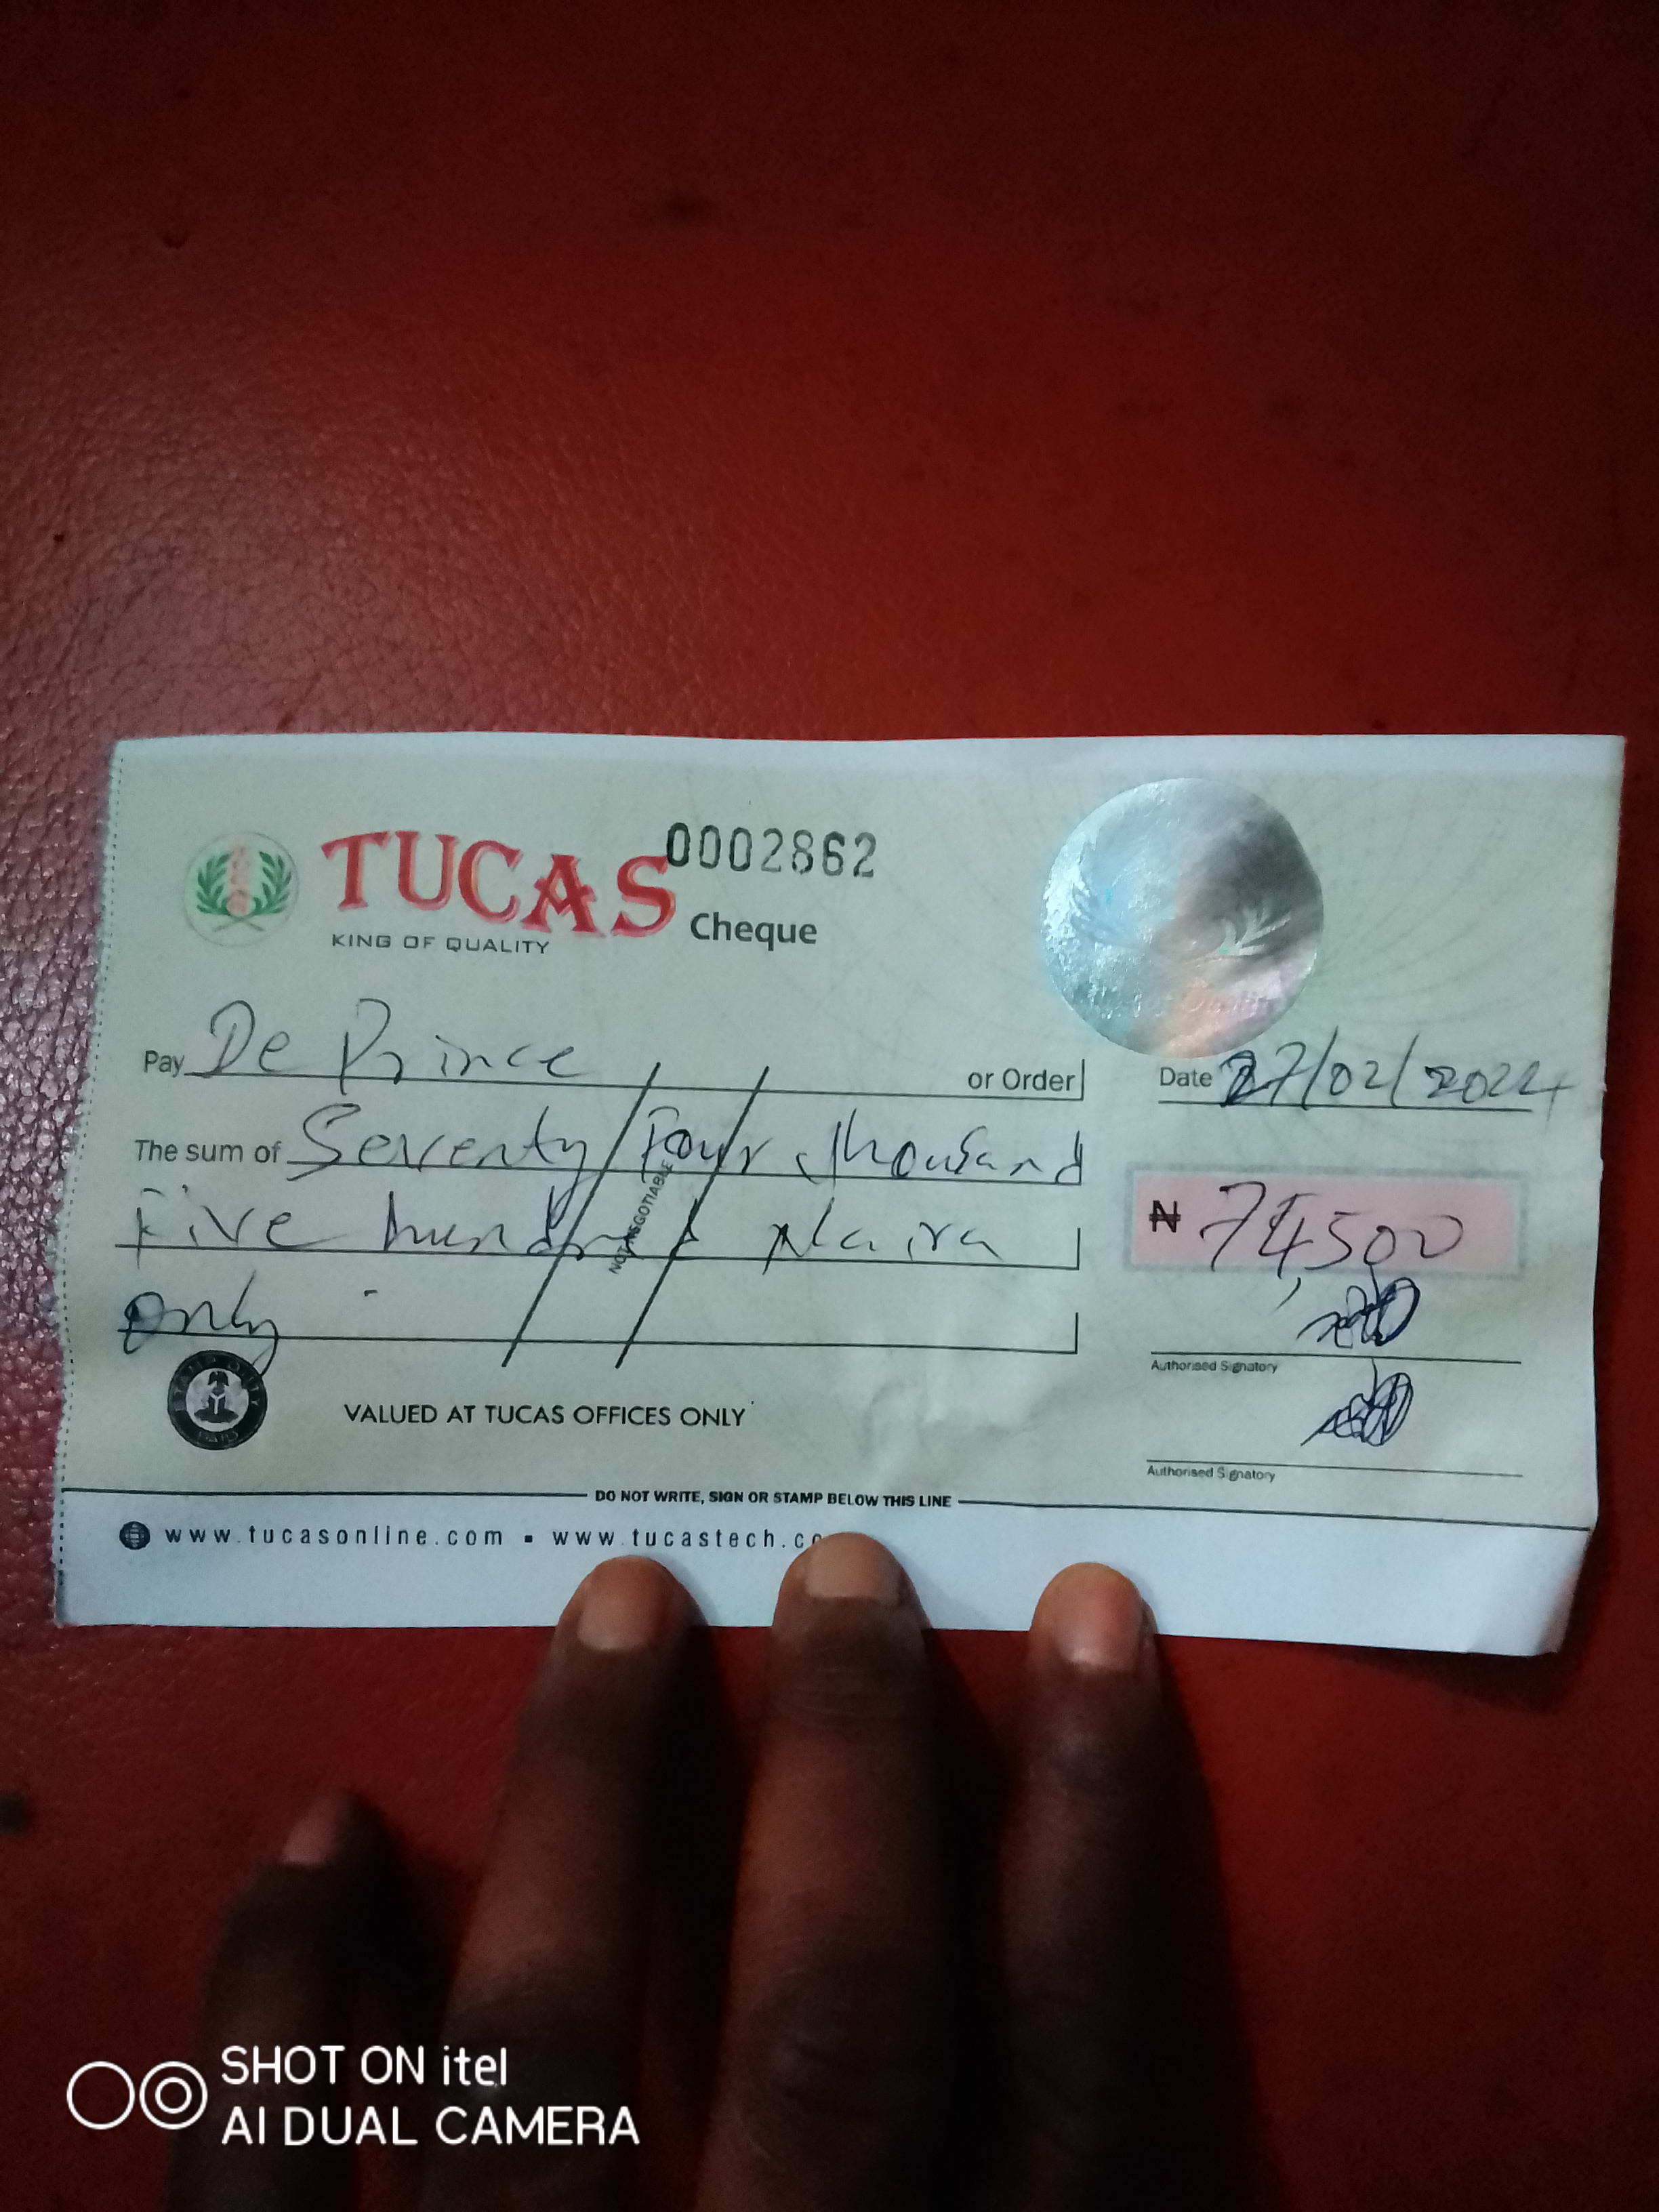 TUCAS
0002862
KING OF QUALITY
Cheque
Pay De Prince or Order
Date 27/02/2024
The sum of Seventy Four thousand
Five hundred Naira
only
NOT NEGOTIABLE
₦ 74,500
Authorised Signatory
VALUED AT TUCAS OFFICES ONLY
Authorised Signatory
DO NOT WRITE, SIGN OR STAMP BELOW THIS LINE
www.tucasonline.com ▪ www.tucastech.co
SHOT ON itel
AI DUAL CAMERA